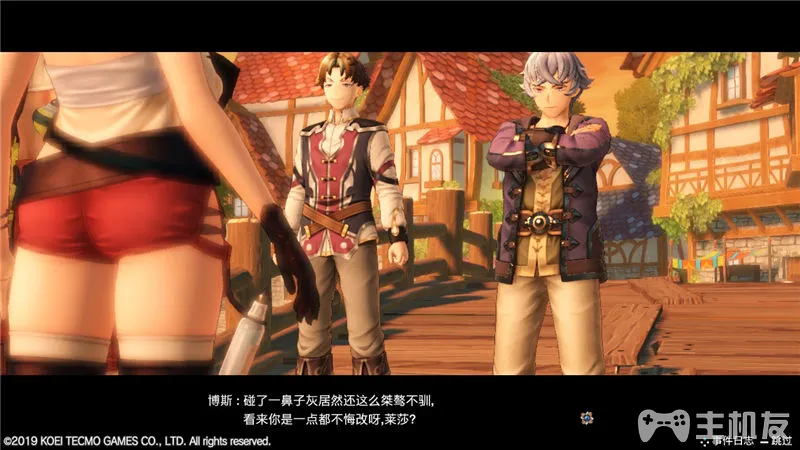 博斯：碰了一鼻子灰居然还这么桀骜不驯,
看来你是一点都不悔改呀,莱莎?
©2019 KOEI TECMO GAMES CO., LTD. All rights reserved.
事件日志 跳过
主机友